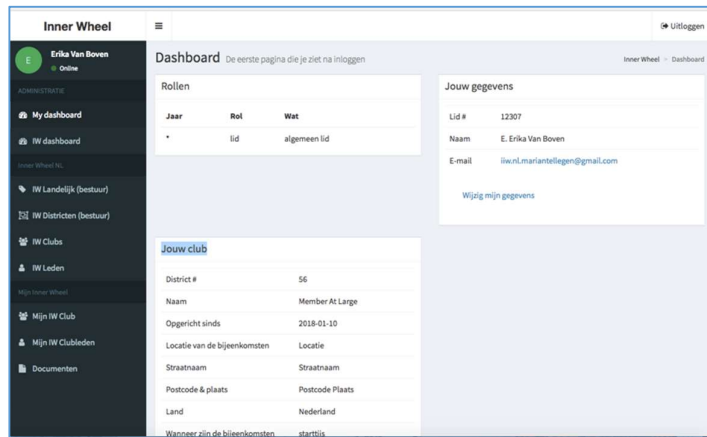 Inner Wheel
Uitloggen
E
Erika Van Boven
Online
ADMINISTRATIE
My dashboard
IW dashboard
Inner Wheel NL
IW Landelijk (bestuur)
IW Districten (bestuur)
IW Clubs
IW Leden
Mijn Inner Wheel
Mijn IW Club
Mijn IW Clubleden
Documenten
Dashboard De eerste pagina die je ziet na inloggen
Inner Wheel > Dashboard
Rollen
Jaar Rol Wat
* lid algemeen lid
Jouw gegevens
Lid # 12307
Naam E. Erika Van Boven
E-mail iiw.nl.mariantellegen@gmail.com
Wijzig mijn gegevens
Jouw club
District # 56
Naam Member At Large
Opgericht sinds 2018-01-10
Locatie van de bijeenkomsten Locatie
Straatnaam Straatnaam
Postcode & plaats Postcode Plaats
Land Nederland
Wanneer zijn de bijeenkomsten starttijs